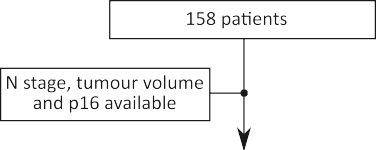 158 patients
N stage, tumour volume
and p16 available